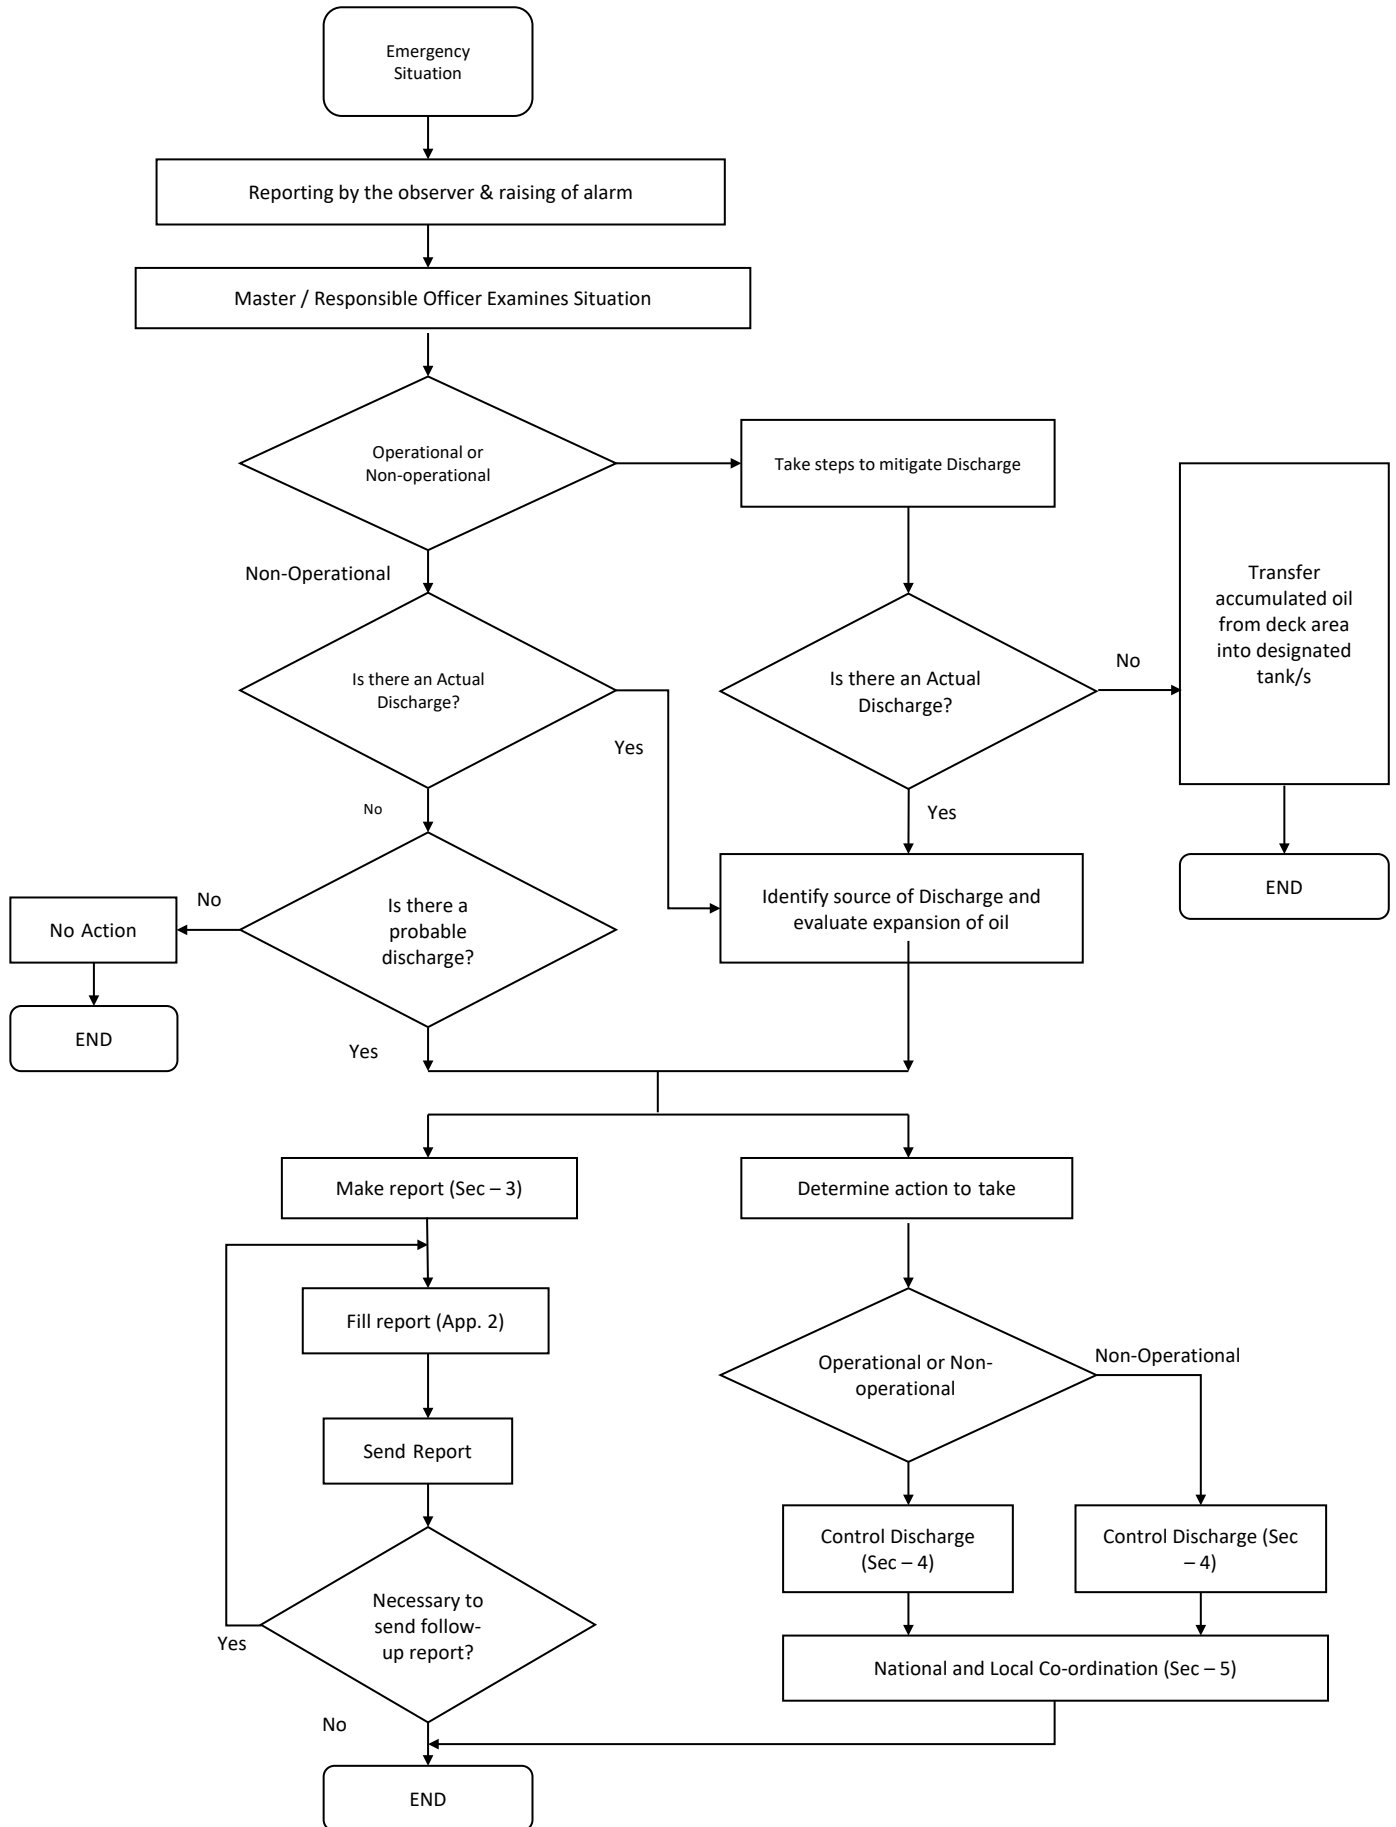 Emergency
Situation
Reporting by the observer & raising of alarm
Master / Responsible Officer Examines Situation
Operational or
Non-operational
Take steps to mitigate Discharge
Non-Operational
Transfer
accumulated oil
from deck area
into designated
tank/s
Is there an Actual
Discharge?
Yes
Is there an Actual
Discharge?
No
No
Yes
END
Is there a
probable
discharge?
No
No Action
END
Identify source of Discharge and
evaluate expansion of oil
Yes
Make report (Sec – 3)
Determine action to take
Fill report (App. 2)
Operational or Non-
operational
Non-Operational
Send Report
Control Discharge
(Sec – 4)
Control Discharge (Sec
– 4)
Necessary to
send follow-
up report?
Yes
National and Local Co-ordination (Sec – 5)
No
END